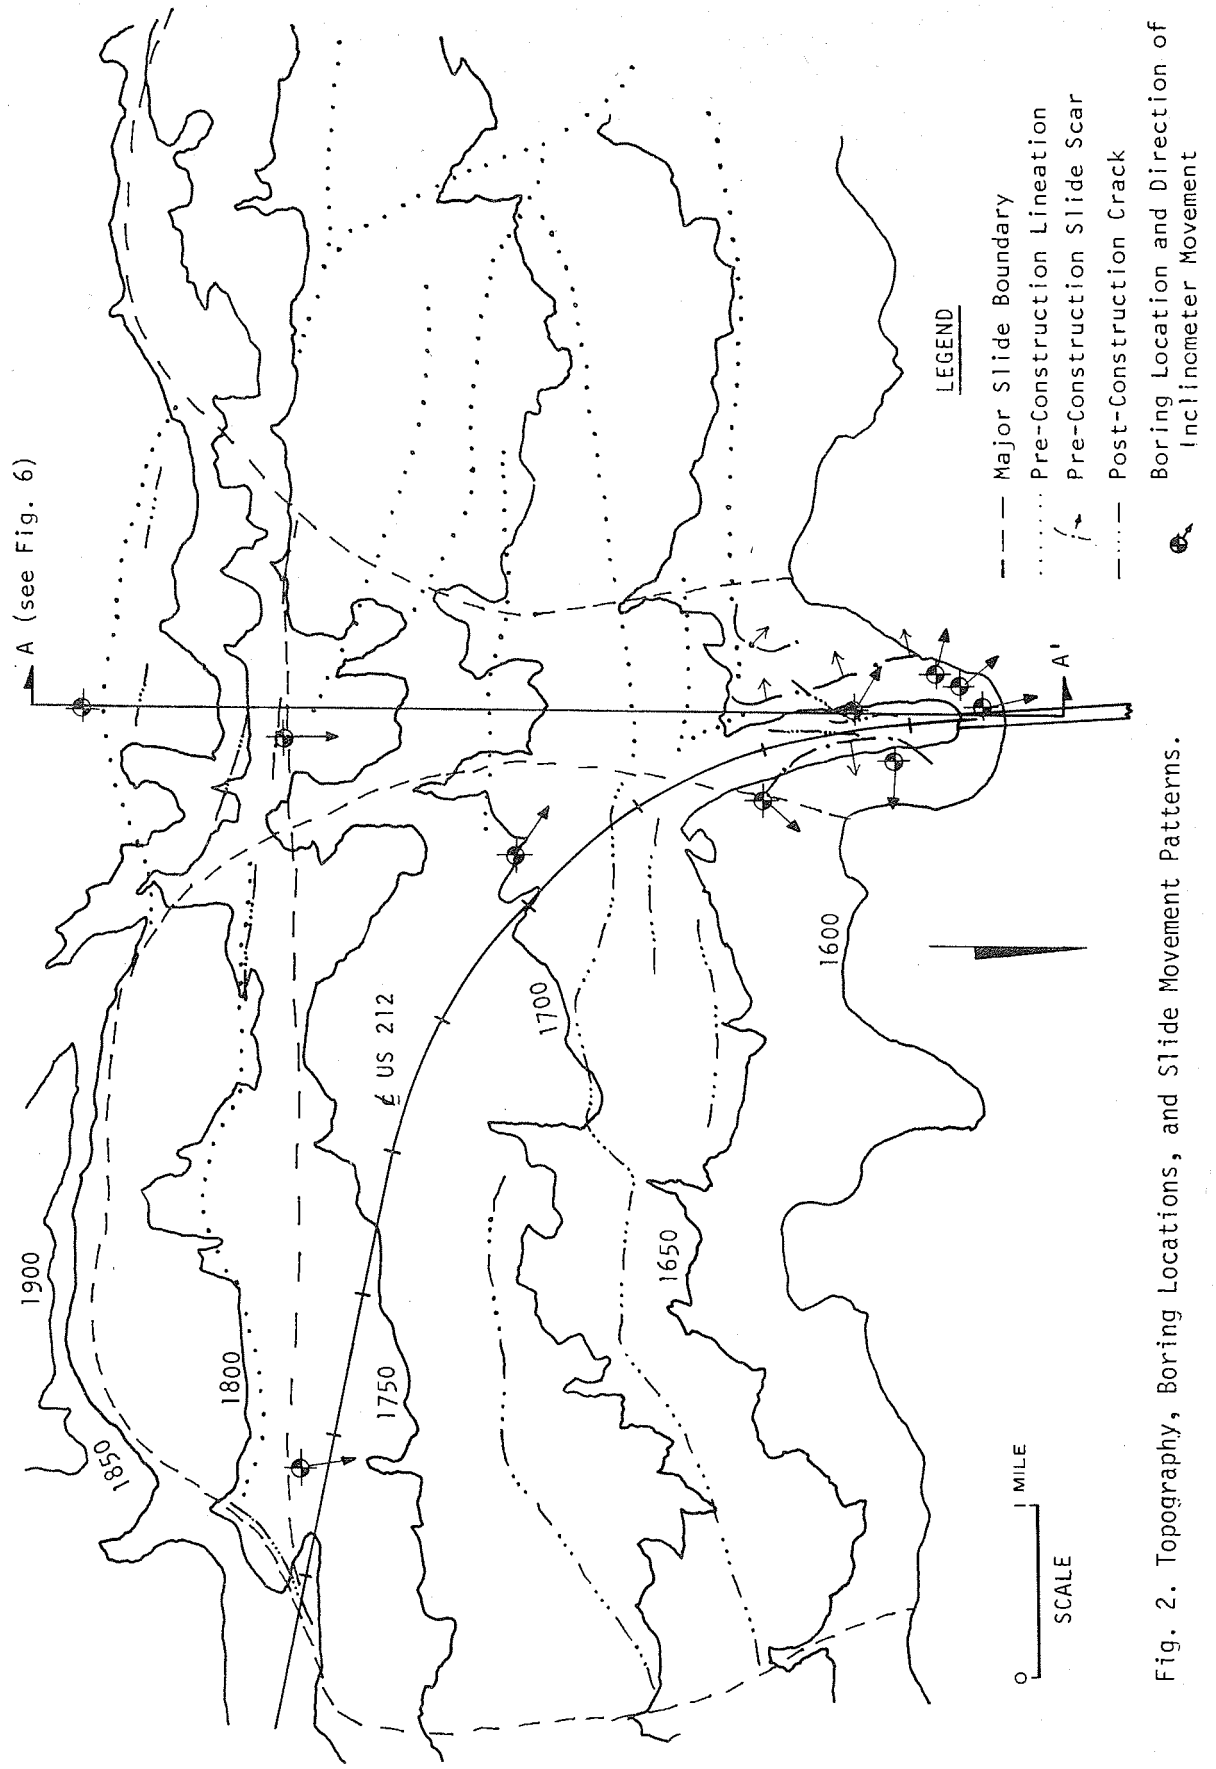 A (see Fig. 6)
1900
1850
1800
1750
℄ US 212
1700
1650
1600
A'
LEGEND
Major Slide Boundary
Pre-Construction Lineation
Pre-Construction Slide Scar
Post-Construction Crack
Boring Location and Direction of
Inclinometer Movement
0 1 MILE
SCALE
Fig. 2. Topography, Boring Locations, and Slide Movement Patterns.